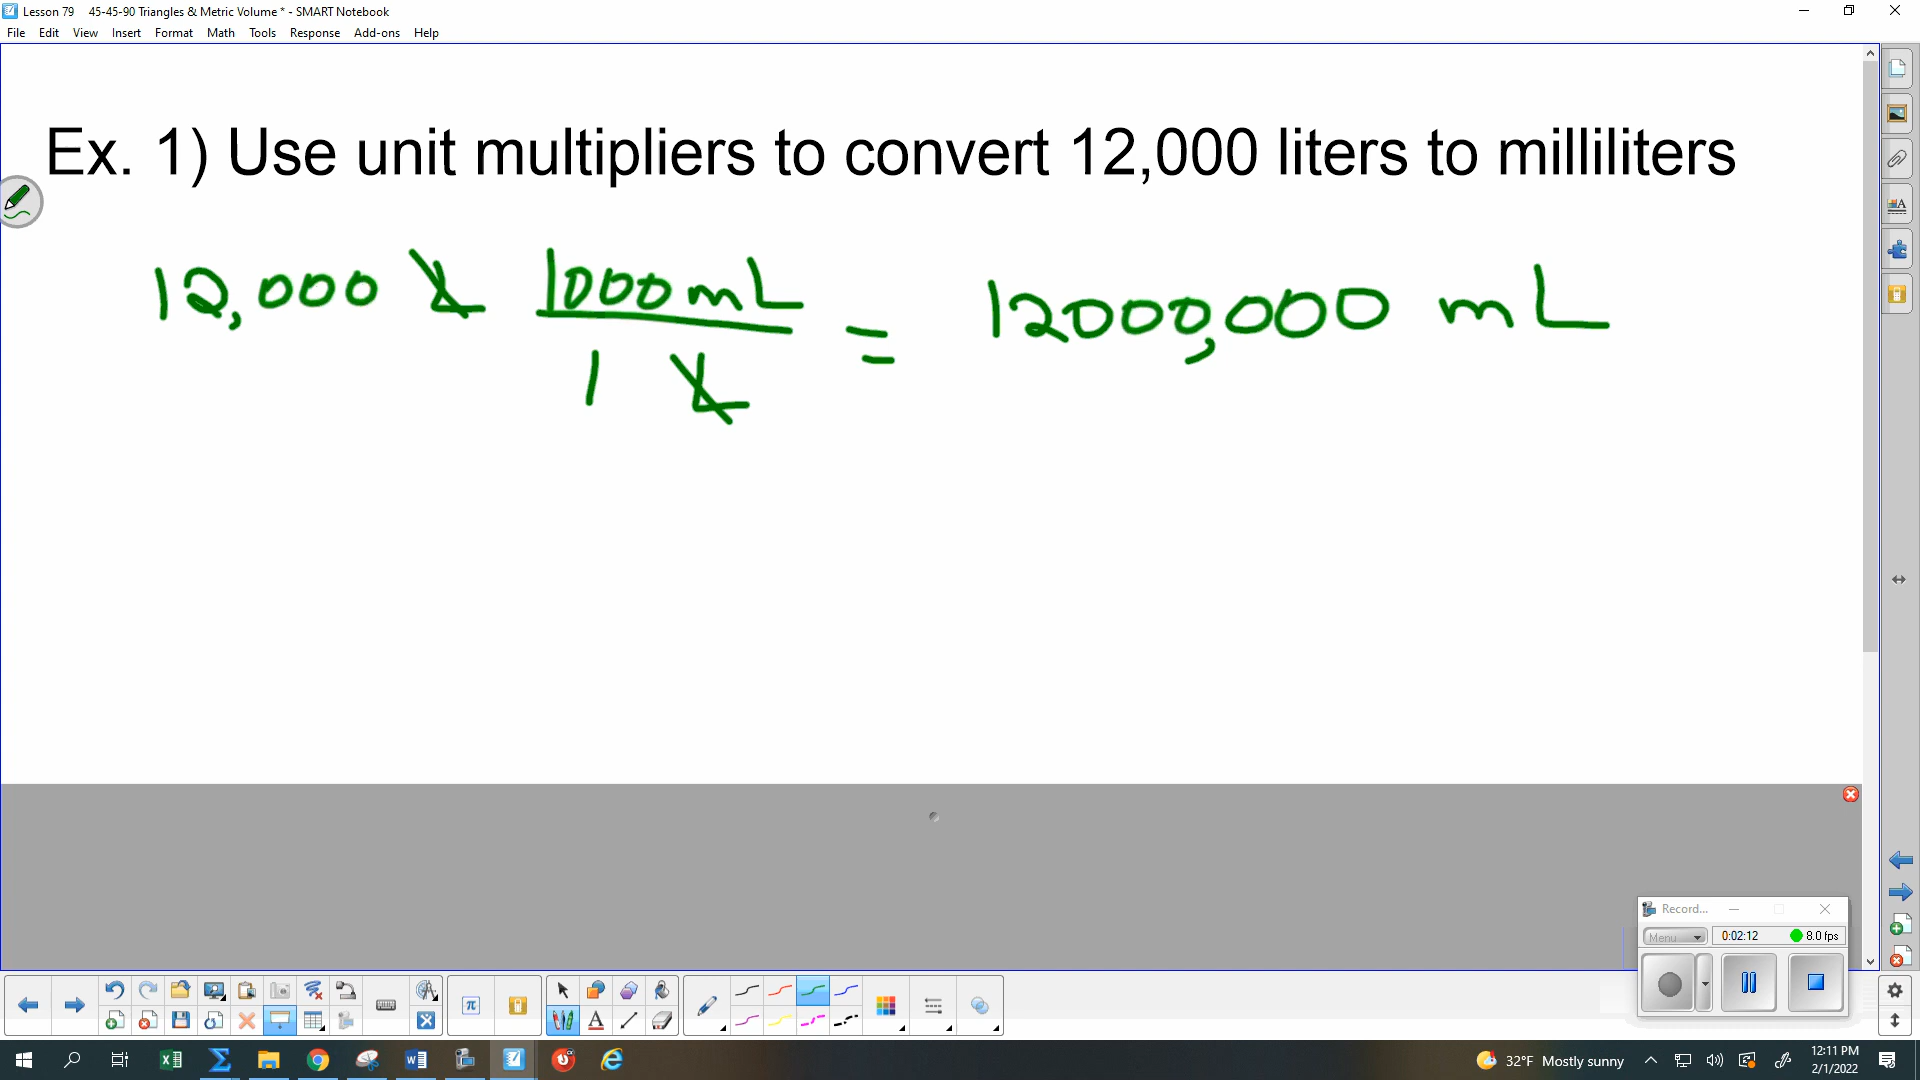 Lesson 79 45-45-90 Triangles & Metric Volume * - SMART Notebook
File Edit View Insert Format Math Tools Response Add-ons Help
Ex. 1) Use unit multipliers to convert 12,000 liters to milliliters
12,000 L 1000 mL
= 12000,000 mL
1 L
Record...
Menu 0:02:12 8.0 fps
32°F Mostly sunny
12:11 PM
2/1/2022